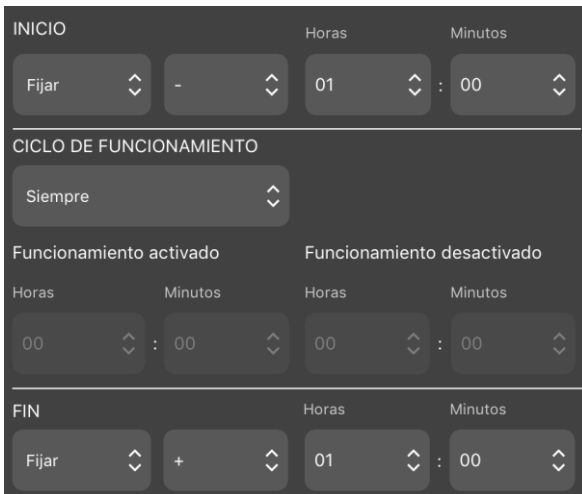 INICIO Horas Minutos
Fijar - 01 : 00
CICLO DE FUNCIONAMIENTO
Siempre
Funcionamiento activado Funcionamiento desactivado
Horas Minutos Horas Minutos
00 : 00 00 : 00
FIN Horas Minutos
Fijar + 01 : 00